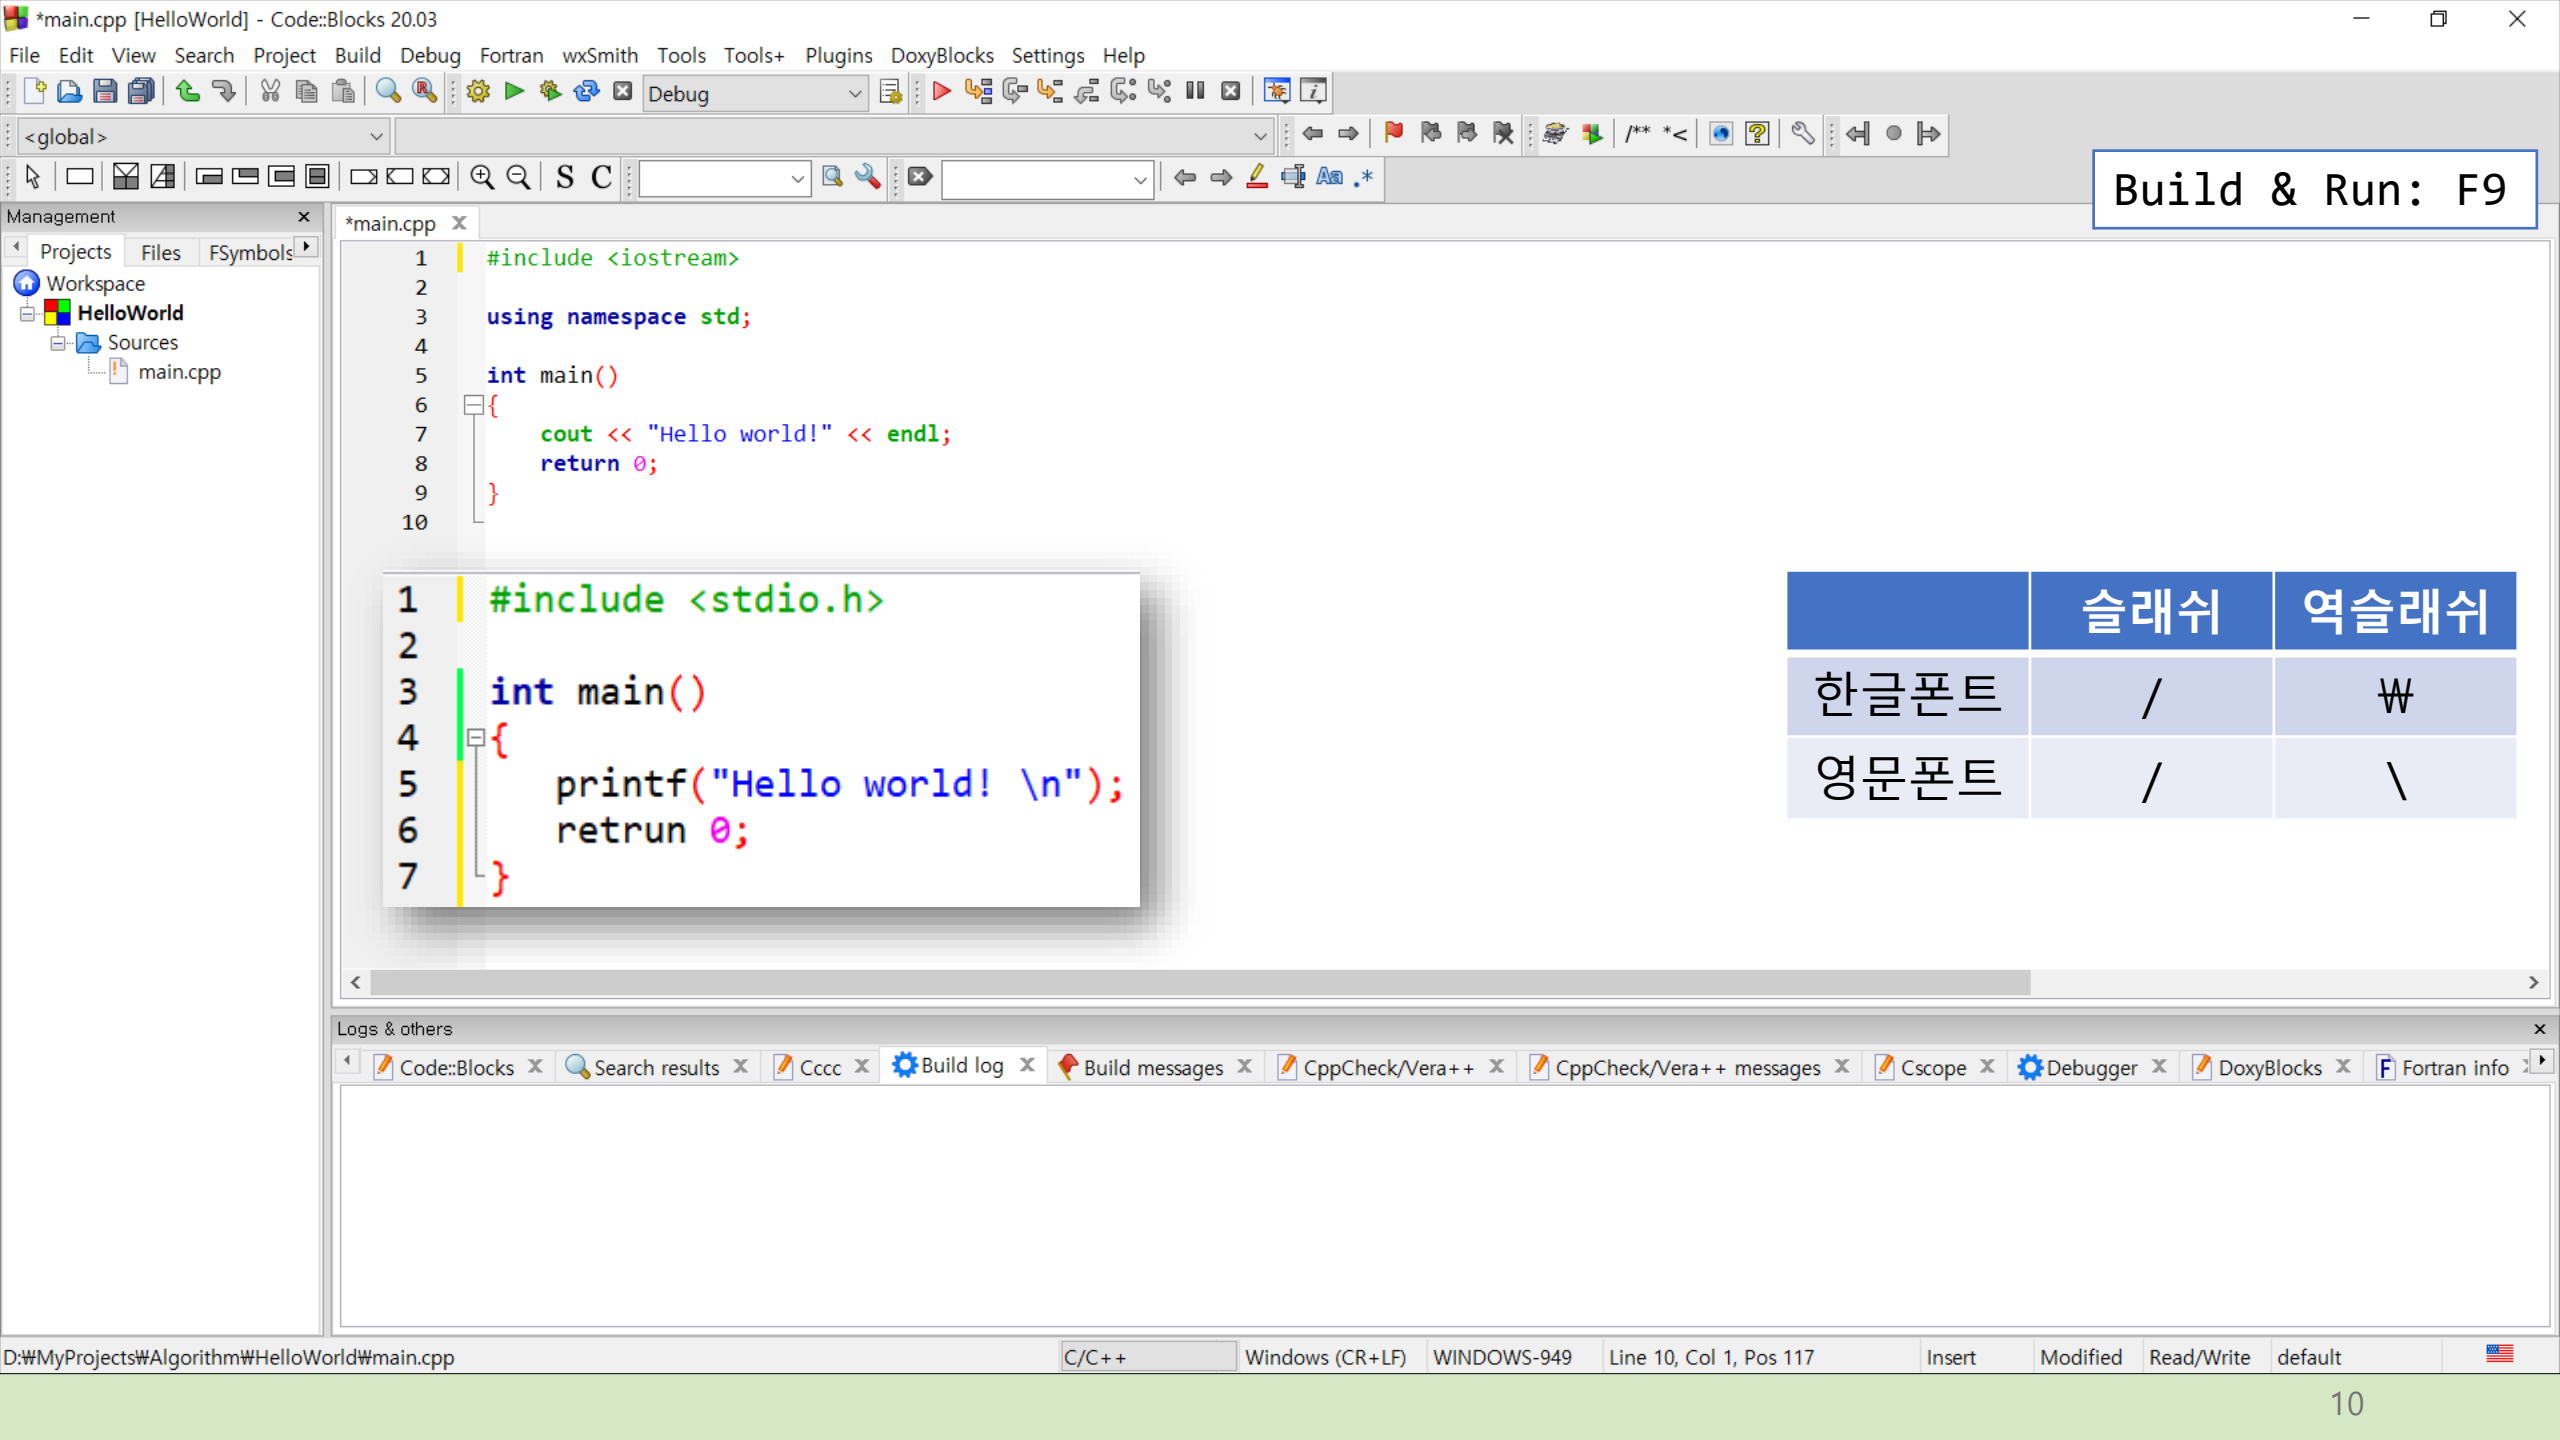 *main.cpp [HelloWorld] - Code::Blocks 20.03
File Edit View Search Project Build Debug Fortran wxSmith Tools Tools+ Plugins DoxyBlocks Settings Help
Debug
<global>
/** *<
S C
Aa .*
Build & Run: F9
Management
Projects Files FSymbols
Workspace
HelloWorld
Sources
main.cpp
*main.cpp
1 #include <iostream>
2
3 using namespace std;
4
5 int main()
6 {
7 cout << "Hello world!" << endl;
8 return 0;
9 }
10
1 #include <stdio.h>
2
3 int main()
4 {
5 printf("Hello world! \n");
6 retrun 0;
7 }
슬래쉬 역슬래쉬
한글폰트 / ₩
영문폰트 / \
Logs & others
Code::Blocks Search results Cccc Build log Build messages CppCheck/Vera++ CppCheck/Vera++ messages Cscope Debugger DoxyBlocks Fortran info
D:₩MyProjects₩Algorithm₩HelloWorld₩main.cpp C/C++ Windows (CR+LF) WINDOWS-949 Line 10, Col 1, Pos 117 Insert Modified Read/Write default
10